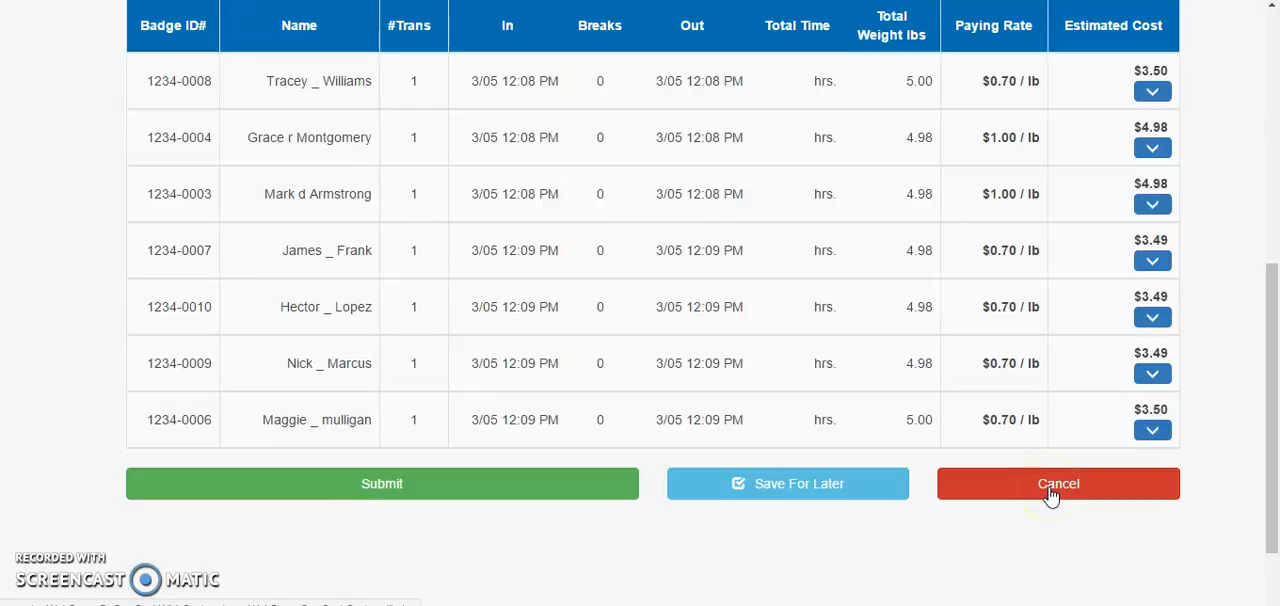 Badge ID# Name #Trans In Breaks Out Total Time Total Weight lbs Paying Rate Estimated Cost
1234-0008 Tracey _ Williams 1 3/05 12:08 PM 0 3/05 12:08 PM hrs. 5.00 $0.70 / lb $3.50
1234-0004 Grace r Montgomery 1 3/05 12:08 PM 0 3/05 12:08 PM hrs. 4.98 $1.00 / lb $4.98
1234-0003 Mark d Armstrong 1 3/05 12:08 PM 0 3/05 12:08 PM hrs. 4.98 $1.00 / lb $4.98
1234-0007 James _ Frank 1 3/05 12:09 PM 0 3/05 12:09 PM hrs. 4.98 $0.70 / lb $3.49
1234-0010 Hector _ Lopez 1 3/05 12:09 PM 0 3/05 12:09 PM hrs. 4.98 $0.70 / lb $3.49
1234-0009 Nick _ Marcus 1 3/05 12:09 PM 0 3/05 12:09 PM hrs. 4.98 $0.70 / lb $3.49
1234-0006 Maggie _ mulligan 1 3/05 12:09 PM 0 3/05 12:09 PM hrs. 5.00 $0.70 / lb $3.50
Submit Save For Later Cancel
RECORDED WITH
SCREENCAST MATIC